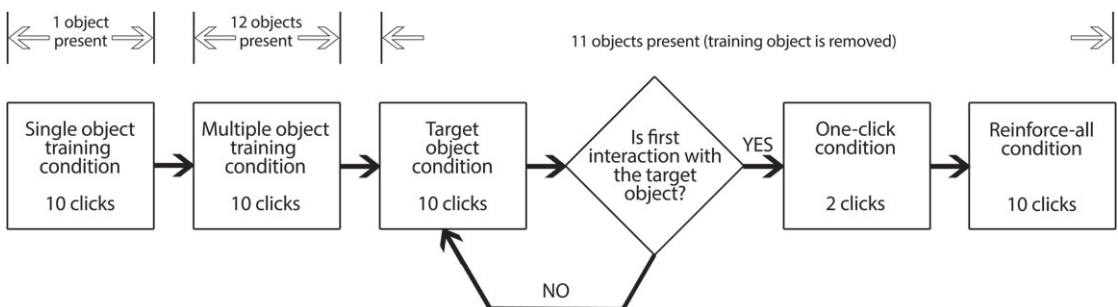 1 object
present
12 objects
present
11 objects present (training object is removed)
Single object
training
condition
10 clicks
Multiple object
training
condition
10 clicks
Target
object
condition
10 clicks
Is first
interaction with
the target
object?
YES
One-click
condition
2 clicks
Reinforce-all
condition
10 clicks
NO